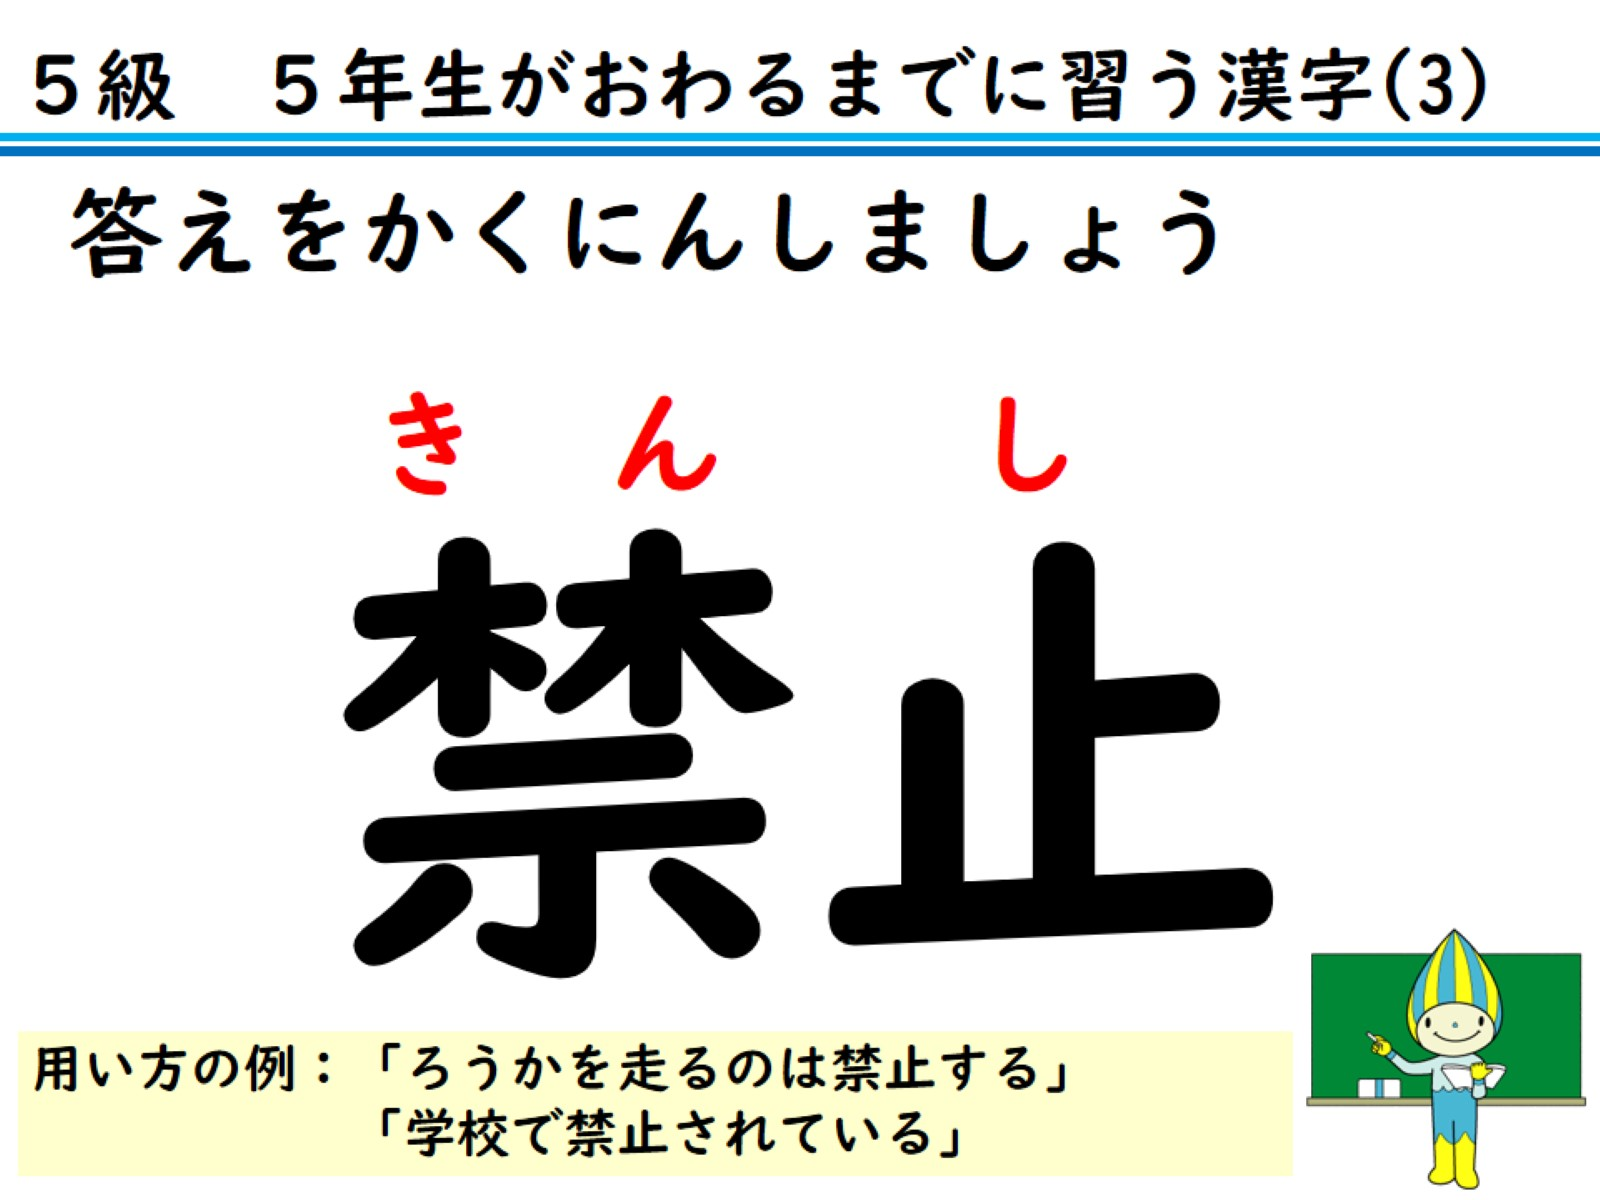 ５級　５年生がおわるまでに習う漢字(3)
答えをかくにんしましょう
きん　し
禁止
用い方の例：「ろうかを走るのは禁止する」
「学校で禁止されている」